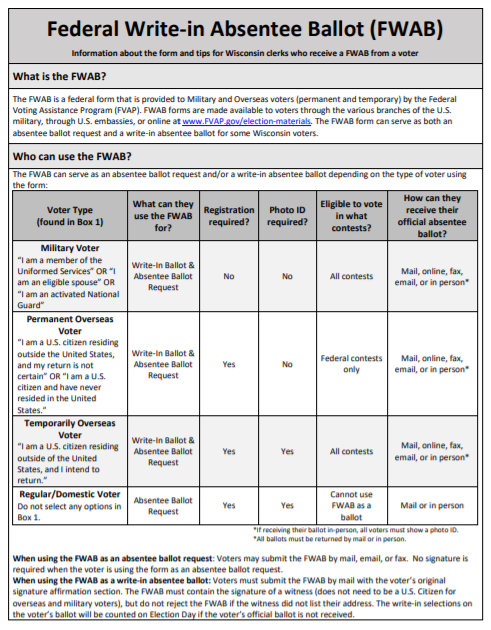 Federal Write-in Absentee Ballot (FWAB)
Information about the form and tips for Wisconsin clerks who receive a FWAB from a voter
What is the FWAB?
The FWAB is a federal form that is provided to Military and Overseas voters (permanent and temporary) by the Federal
Voting Assistance Program (FVAP). FWAB forms are made available to voters through the various branches of the U.S.
military, through U.S. embassies, or online at www.FVAP.gov/election-materials. The FWAB form can serve as both an
absentee ballot request and a write-in absentee ballot for some Wisconsin voters.
Who can use the FWAB?
The FWAB can serve as an absentee ballot request and/or a write-in absentee ballot depending on the type of voter using
the form:
Voter Type
(found in Box 1)
What can they
use the FWAB
for?
Registration
required?
Photo ID
required?
Eligible to vote
in what
contests?
How can they
receive their
official absentee
ballot?
Military Voter
"I am a member of the
Uniformed Services" OR "I
am an eligible spouse" OR
"I am an activated National
Guard"
Write-In Ballot &
Absentee Ballot
Request
No
No
All contests
Mail, online, fax,
email, or in person*
Permanent Overseas
Voter
"I am a U.S. citizen residing
outside the United States,
and my return is not
certain" OR "I am a U.S.
citizen and have never
resided in the United
States."
Write-In Ballot &
Absentee Ballot
Request
Yes
No
Federal contests
only
Mail, online, fax,
email, or in person*
Temporarily Overseas
Voter
"I am a U.S. citizen residing
outside of the United
States, and I intend to
return."
Write-In Ballot &
Absentee Ballot
Request
Yes
Yes
All contests
Mail, online, fax,
email, or in person*
Regular/Domestic Voter
Do not select any options in
Box 1.
Absentee Ballot
Request
Yes
Yes
Cannot use
FWAB as a
ballot
Mail or in person
*If receiving their ballot in-person, all voters must show a photo ID.
*All ballots must be returned by mail or in person.
When using the FWAB as an absentee ballot request: Voters may submit the FWAB by mail, email, or fax. No signature is
required when the voter is using the form as an absentee ballot request.
When using the FWAB as a write-in absentee ballot: Voters must submit the FWAB by mail with the voter's original
signature affirmation section. The FWAB must contain the signature of a witness (does not need to be a U.S. Citizen for
overseas and military voters), but do not reject the FWAB if the witness did not list their address. The write-in selections on
the voter's ballot will be counted on Election Day if the voter's official ballot is not received.